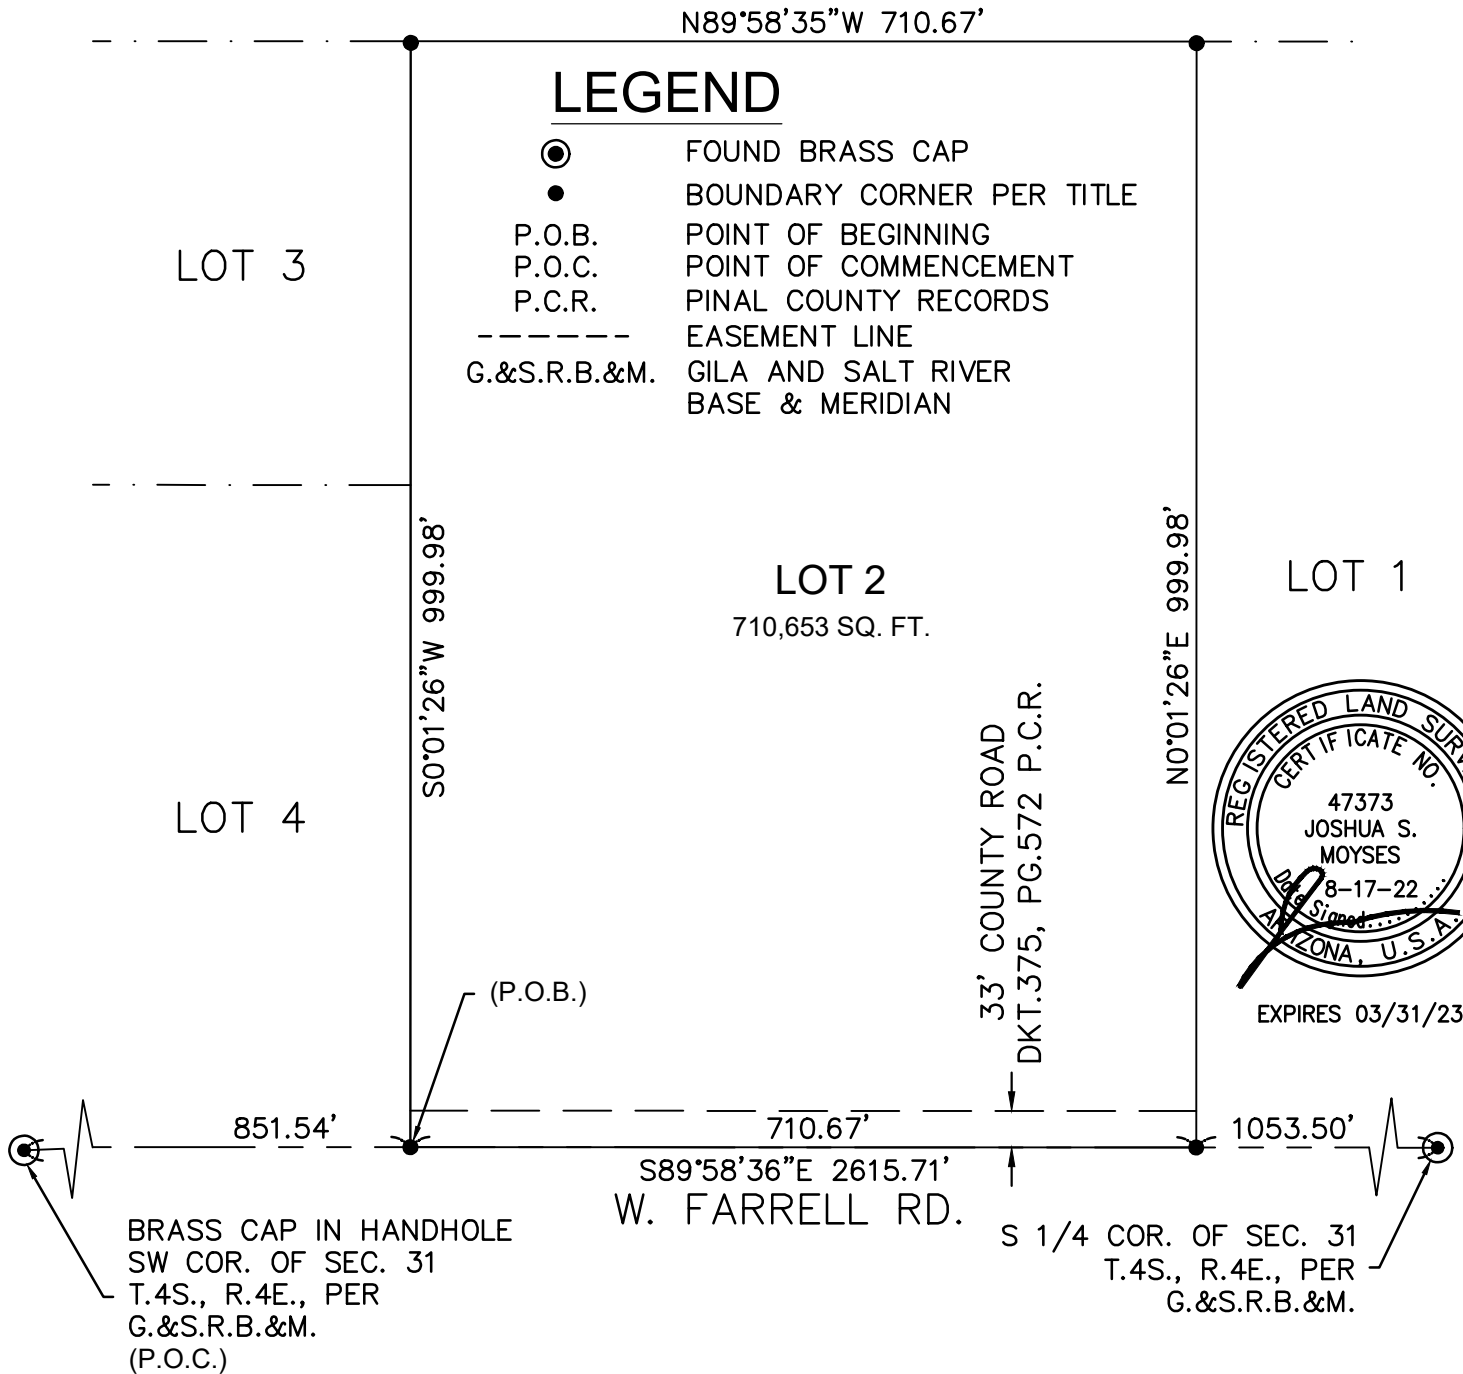 N89°58'35"W 710.67'
LEGEND
FOUND BRASS CAP
BOUNDARY CORNER PER TITLE
P.O.B. POINT OF BEGINNING
P.O.C. POINT OF COMMENCEMENT
P.C.R. PINAL COUNTY RECORDS
EASEMENT LINE
G.&S.R.B.&M. GILA AND SALT RIVER
BASE & MERIDIAN
LOT 3
S0°01'26"W 999.98'
LOT 2
710,653 SQ. FT.
N0°01'26"E 999.98'
LOT 1
LOT 4
33' COUNTY ROAD
DKT.375, PG.572 P.C.R.
REGISTERED LAND SURV
CERTIFICATE NO.
47373
JOSHUA S.
MOYSES
8-17-22
Date Signed
ARIZONA, U.S.A.
EXPIRES 03/31/23
(P.O.B.)
851.54'
710.67'
1053.50'
S89°58'36"E 2615.71'
W. FARRELL RD.
BRASS CAP IN HANDHOLE
SW COR. OF SEC. 31
T.4S., R.4E., PER
G.&S.R.B.&M.
(P.O.C.)
S 1/4 COR. OF SEC. 31
T.4S., R.4E., PER
G.&S.R.B.&M.